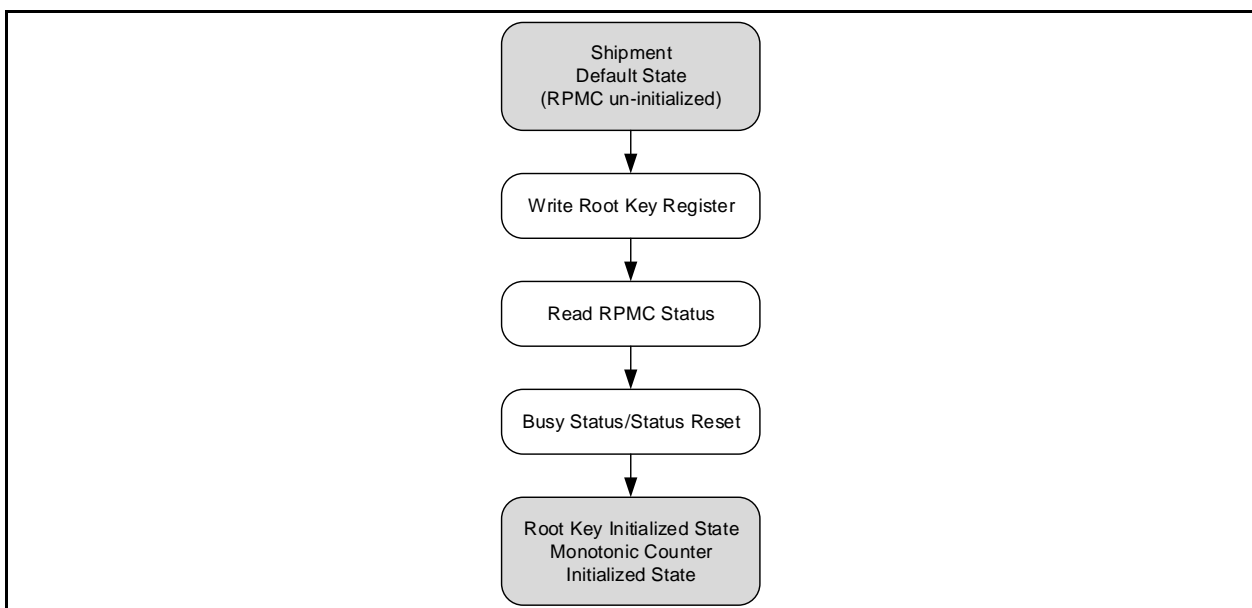 Shipment
Default State
(RPMC un-initialized)
Write Root Key Register
Read RPMC Status
Busy Status/Status Reset
Root Key Initialized State
Monotonic Counter
Initialized State